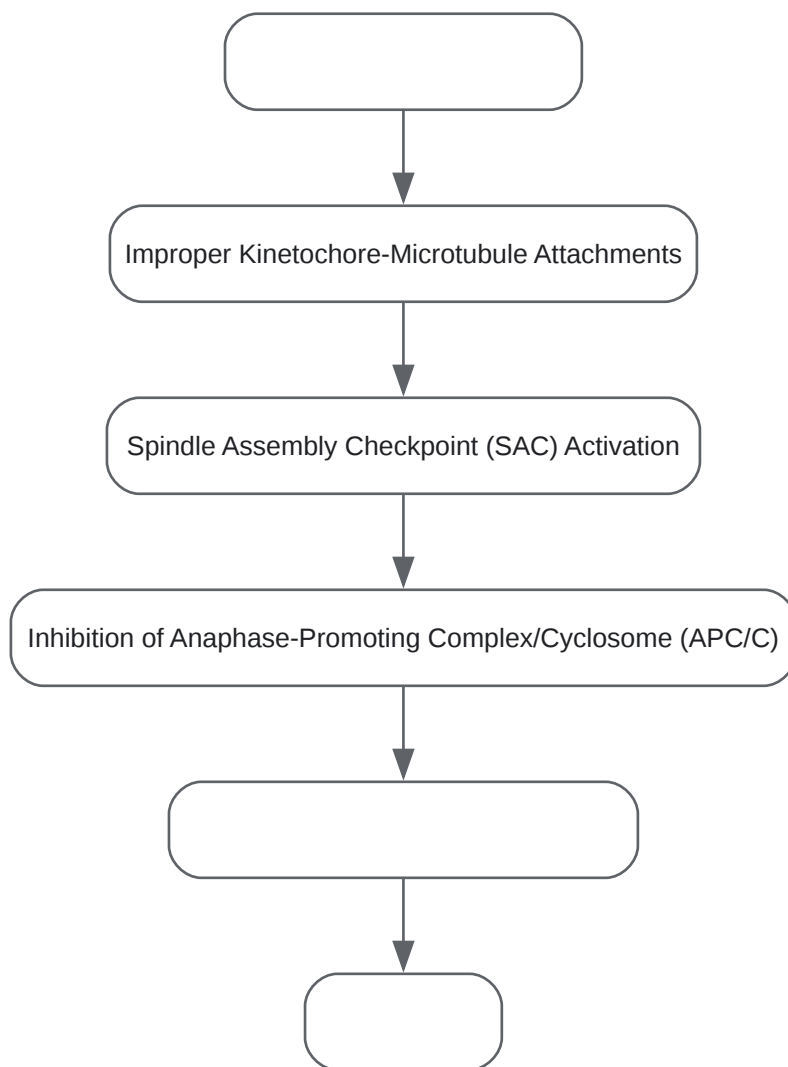 Improper Kinetochore-Microtubule Attachments
Spindle Assembly Checkpoint (SAC) Activation
Inhibition of Anaphase-Promoting Complex/Cyclosome (APC/C)